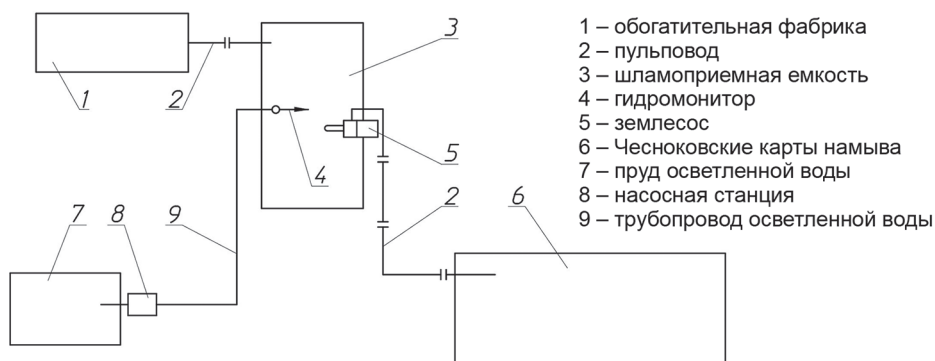 1 – обогатительная фабрика
2 – пульповод
3 – шламоприемная емкость
4 – гидромонитор
5 – землесос
6 – Чесноковские карты намыва
7 – пруд осветленной воды
8 – насосная станция
9 – трубопровод осветленной воды
1
2
3
4
5
2
6
7
8
9